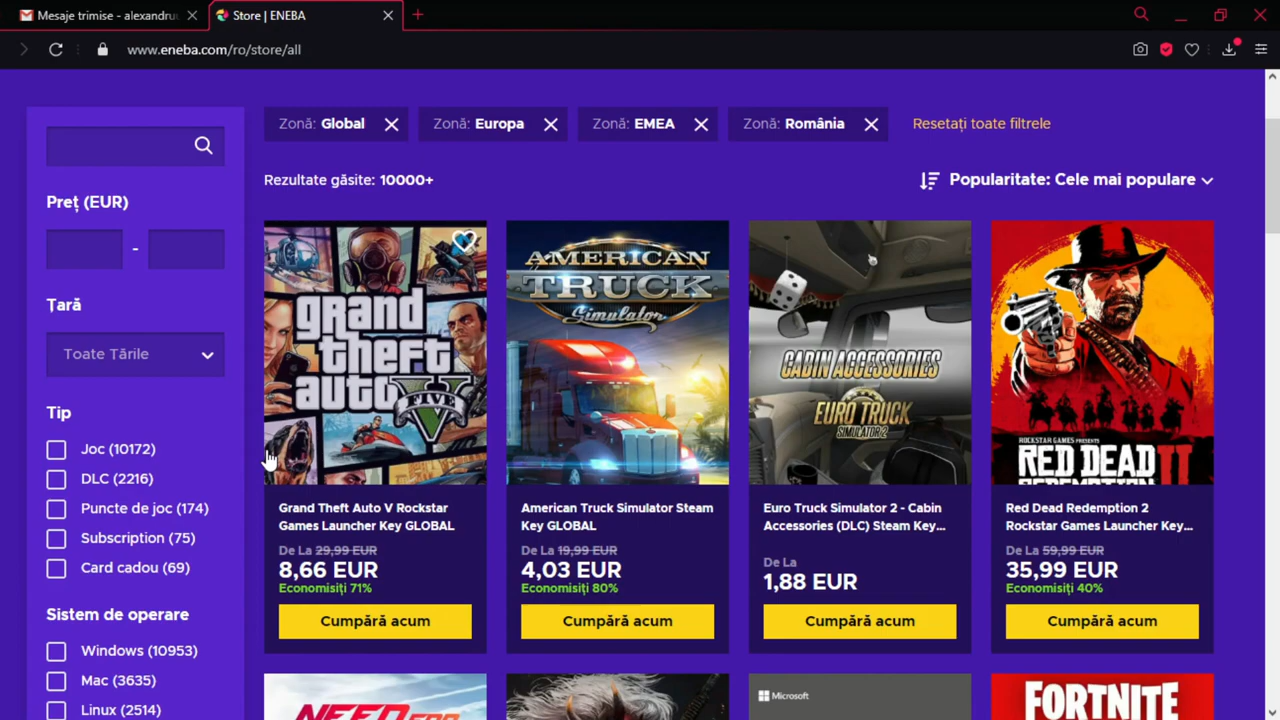 Mesaje trimise - alexandru
Store | ENEBA
www.eneba.com/ro/store/all
Zonă: Global
Zonă: Europa
Zonă: EMEA
Zonă: România
Resetați toate filtrele
Rezultate găsite: 10000+
Popularitate: Cele mai populare
Preț (EUR)
-
Țară
Toate Țările
Tip
Joc (10172)
DLC (2216)
Puncte de joc (174)
Subscription (75)
Card cadou (69)
Sistem de operare
Windows (10953)
Mac (3635)
Linux (2514)
grand
theft
auto
V
FIVE
Grand Theft Auto V Rockstar
Games Launcher Key GLOBAL
De La 29,99 EUR
8,66 EUR
Economisiți 71%
Cumpără acum
AMERICAN
TRUCK
Simulator
American Truck Simulator Steam
Key GLOBAL
De La 19,99 EUR
4,03 EUR
Economisiți 80%
Cumpără acum
CABIN ACCESSORIES
EURO TRUCK
SIMULATOR 2
Euro Truck Simulator 2 - Cabin
Accessories (DLC) Steam Key...
De La
1,88 EUR
Cumpără acum
ROCKSTAR GAMES PRESENTS
RED DEAD
REDEMPTION II
Red Dead Redemption 2
Rockstar Games Launcher Key...
De La 59,99 EUR
35,99 EUR
Economisiți 40%
Cumpără acum
NEED FOR
Microsoft
FORTNITE